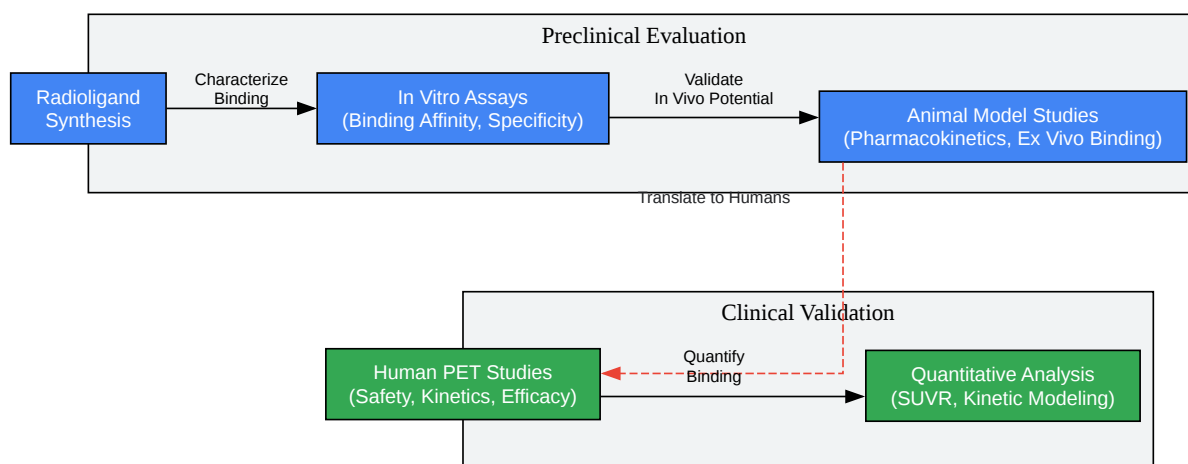 Preclinical Evaluation
Characterize
Binding
Validate
In Vivo Potential
Radioligand
Synthesis
In Vitro Assays
(Binding Affinity, Specificity)
Animal Model Studies
(Pharmacokinetics, Ex Vivo Binding)
Translate to Humans
Clinical Validation
Quantify
Binding
Human PET Studies
(Safety, Kinetics, Efficacy)
Quantitative Analysis
(SUVR, Kinetic Modeling)